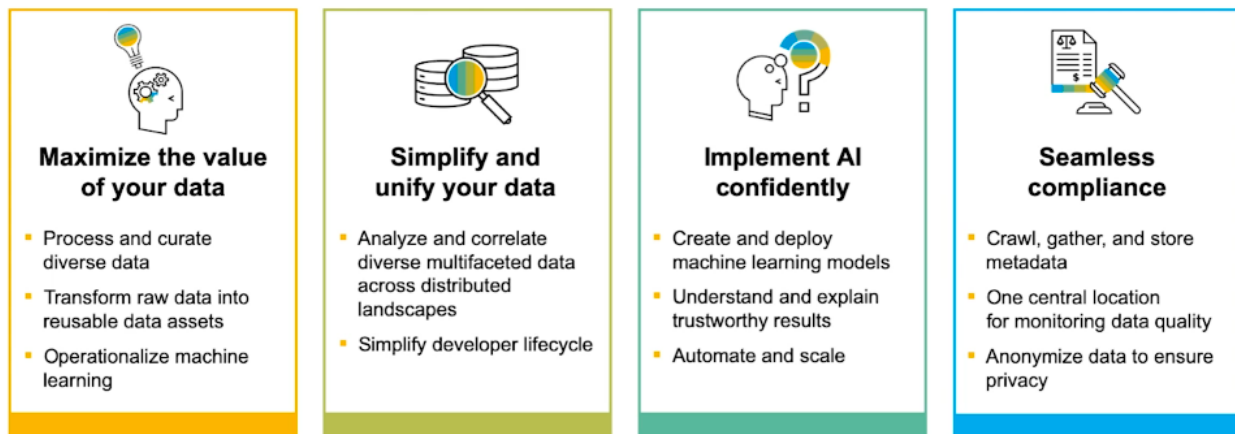 Maximize the value
of your data
▪ Process and curate
diverse data
▪ Transform raw data into
reusable data assets
▪ Operationalize machine
learning
Simplify and
unify your data
▪ Analyze and correlate
diverse multifaceted data
across distributed
landscapes
▪ Simplify developer lifecycle
Implement AI
confidently
▪ Create and deploy
machine learning models
▪ Understand and explain
trustworthy results
▪ Automate and scale
$
Seamless
compliance
▪ Crawl, gather, and store
metadata
▪ One central location
for monitoring data quality
▪ Anonymize data to ensure
privacy